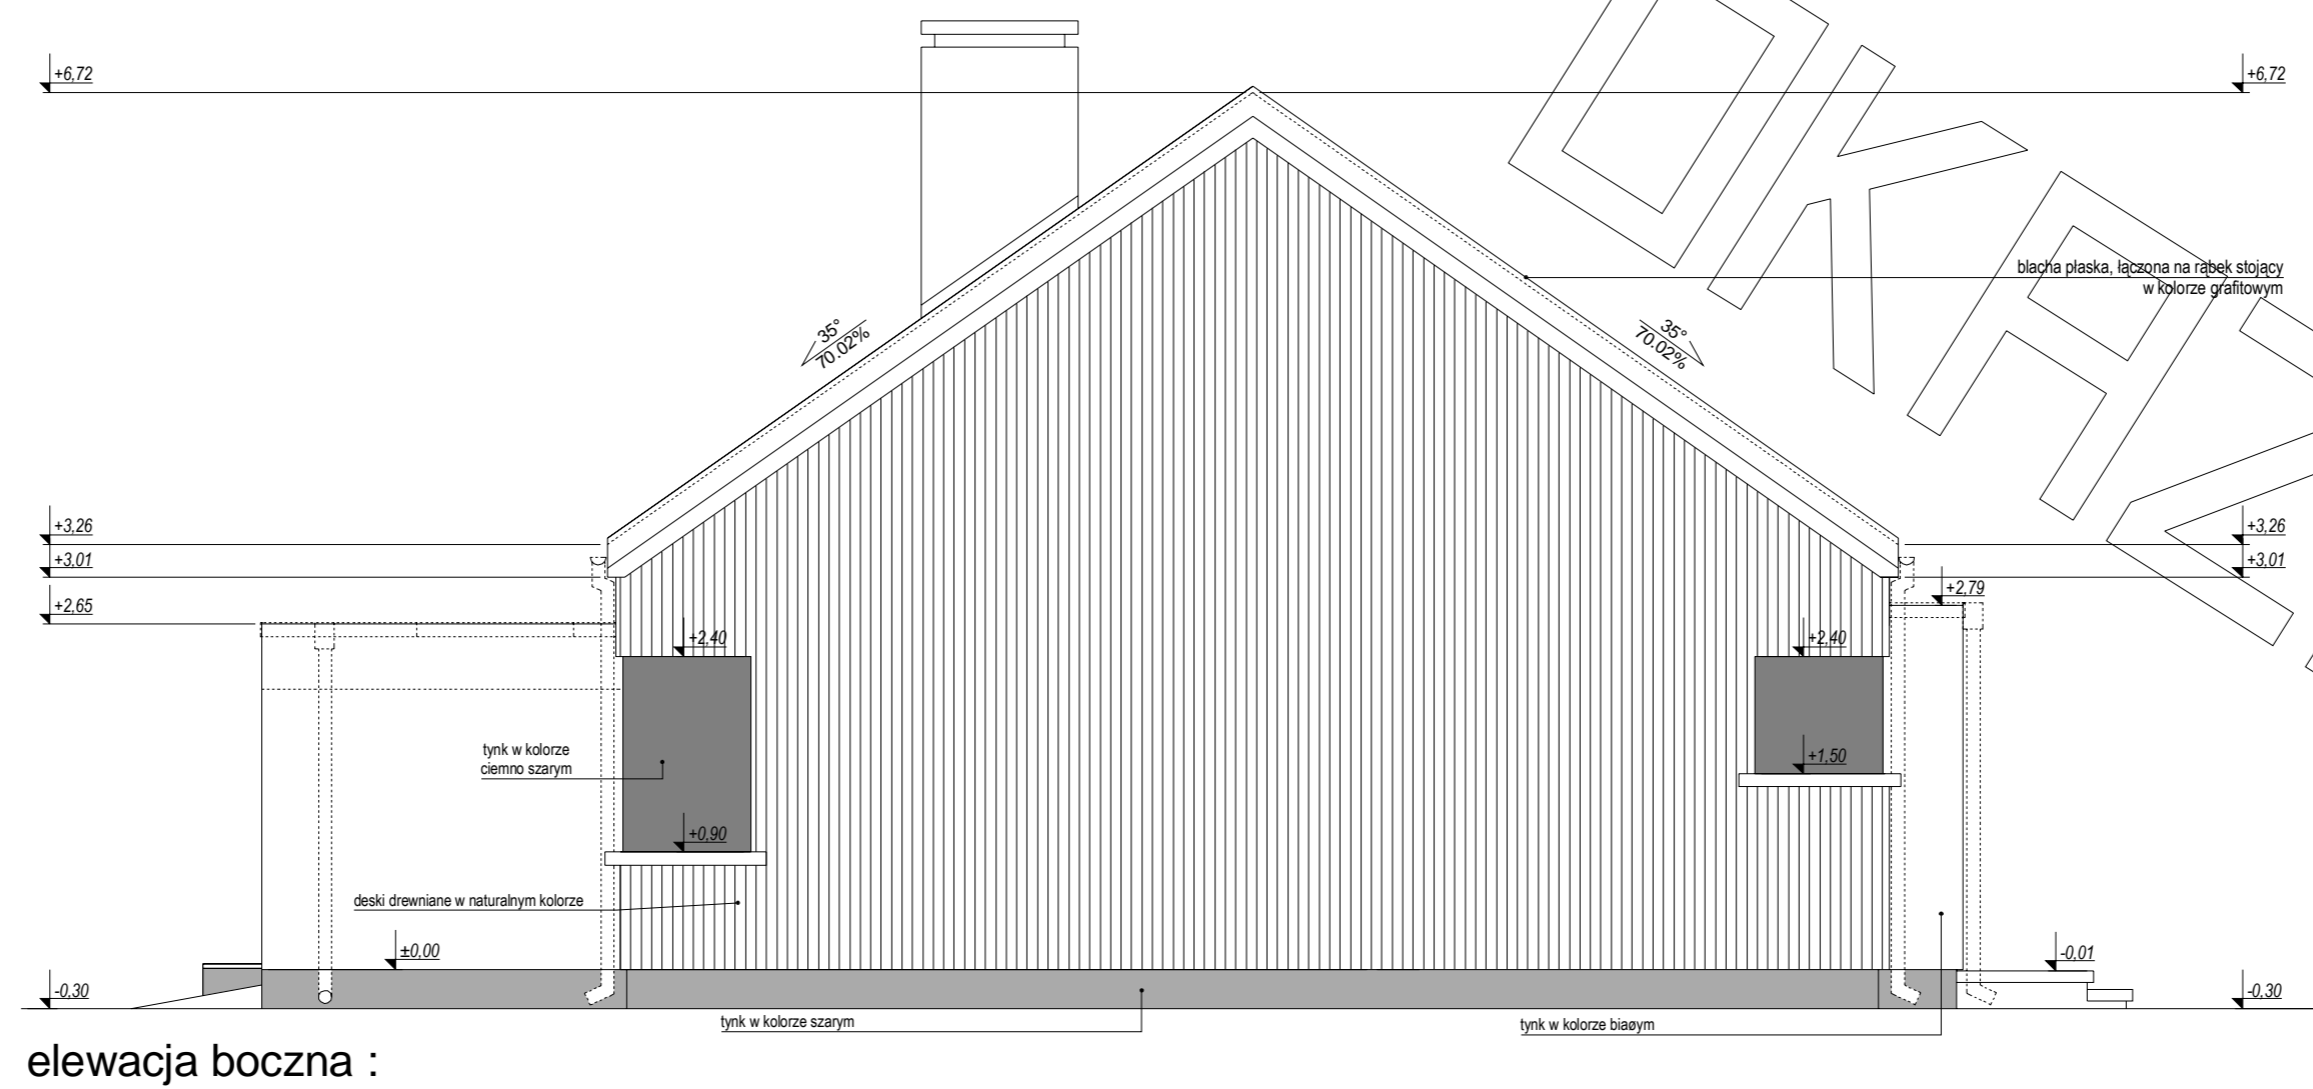 +6,72
+6,72
OKAZ
blacha płaska, łączona na rąbek stojący
w kolorze grafitowym
35°
70.02%
35°
70.02%
+3,26
+3,26
+3,01
+3,01
+2,65
+2,79
+2,40
+2,40
tynk w kolorze
ciemno szarym
+1,50
+0,90
deski drewniane w naturalnym kolorze
±0,00
-0,01
-0,30
-0,30
tynk w kolorze szarym
tynk w kolorze biaøym
elewacja boczna :